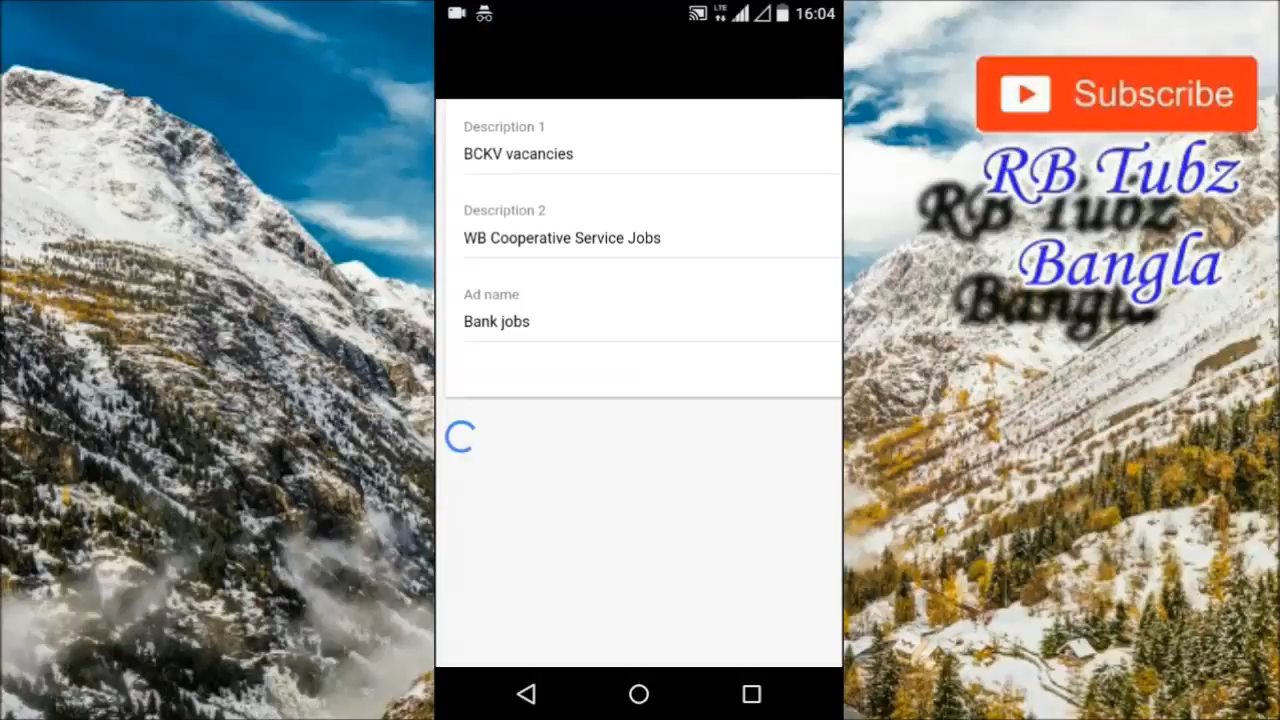 LTE
16:04
Description 1
BCKV vacancies
Description 2
WB Cooperative Service Jobs
Ad name
Bank jobs
Subscribe
RB Tubz
Bangla